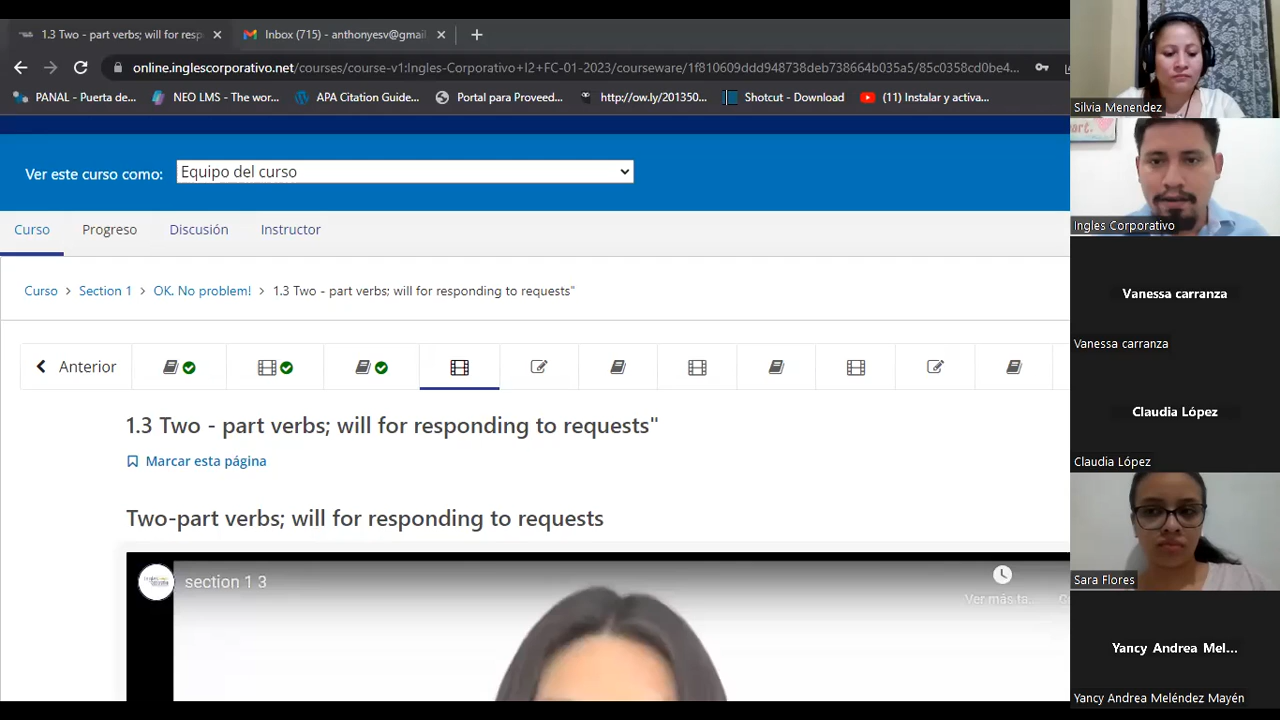 1.3 Two - part verbs; will for resp
Inbox (715) - anthonyesv@gmail.
online.inglescorporativo.net/courses/course-v1:Ingles-Corporativo+I2+FC-01-2023/courseware/1f810609ddd948738deb738664b035a5/85c0358cd0be4...
PANAL - Puerta de...
NEO LMS - The wor...
APA Citation Guide...
Portal para Proveed...
http://ow.ly/201350...
Shotcut - Download
(11) Instalar y activa...
Ver este curso como:
Equipo del curso
Curso
Progreso
Discusión
Instructor
Curso > Section 1 > OK. No problem! > 1.3 Two - part verbs; will for responding to requests"
Anterior
1.3 Two - part verbs; will for responding to requests"
Marcar esta página
Two-part verbs; will for responding to requests
section 1 3
Ver más ta...
Silvia Menendez
Ingles Corporativo
Vanessa carranza
Vanessa carranza
Claudia López
Claudia López
Sara Flores
Yancy Andrea Mel...
Yancy Andrea Meléndez Mayén